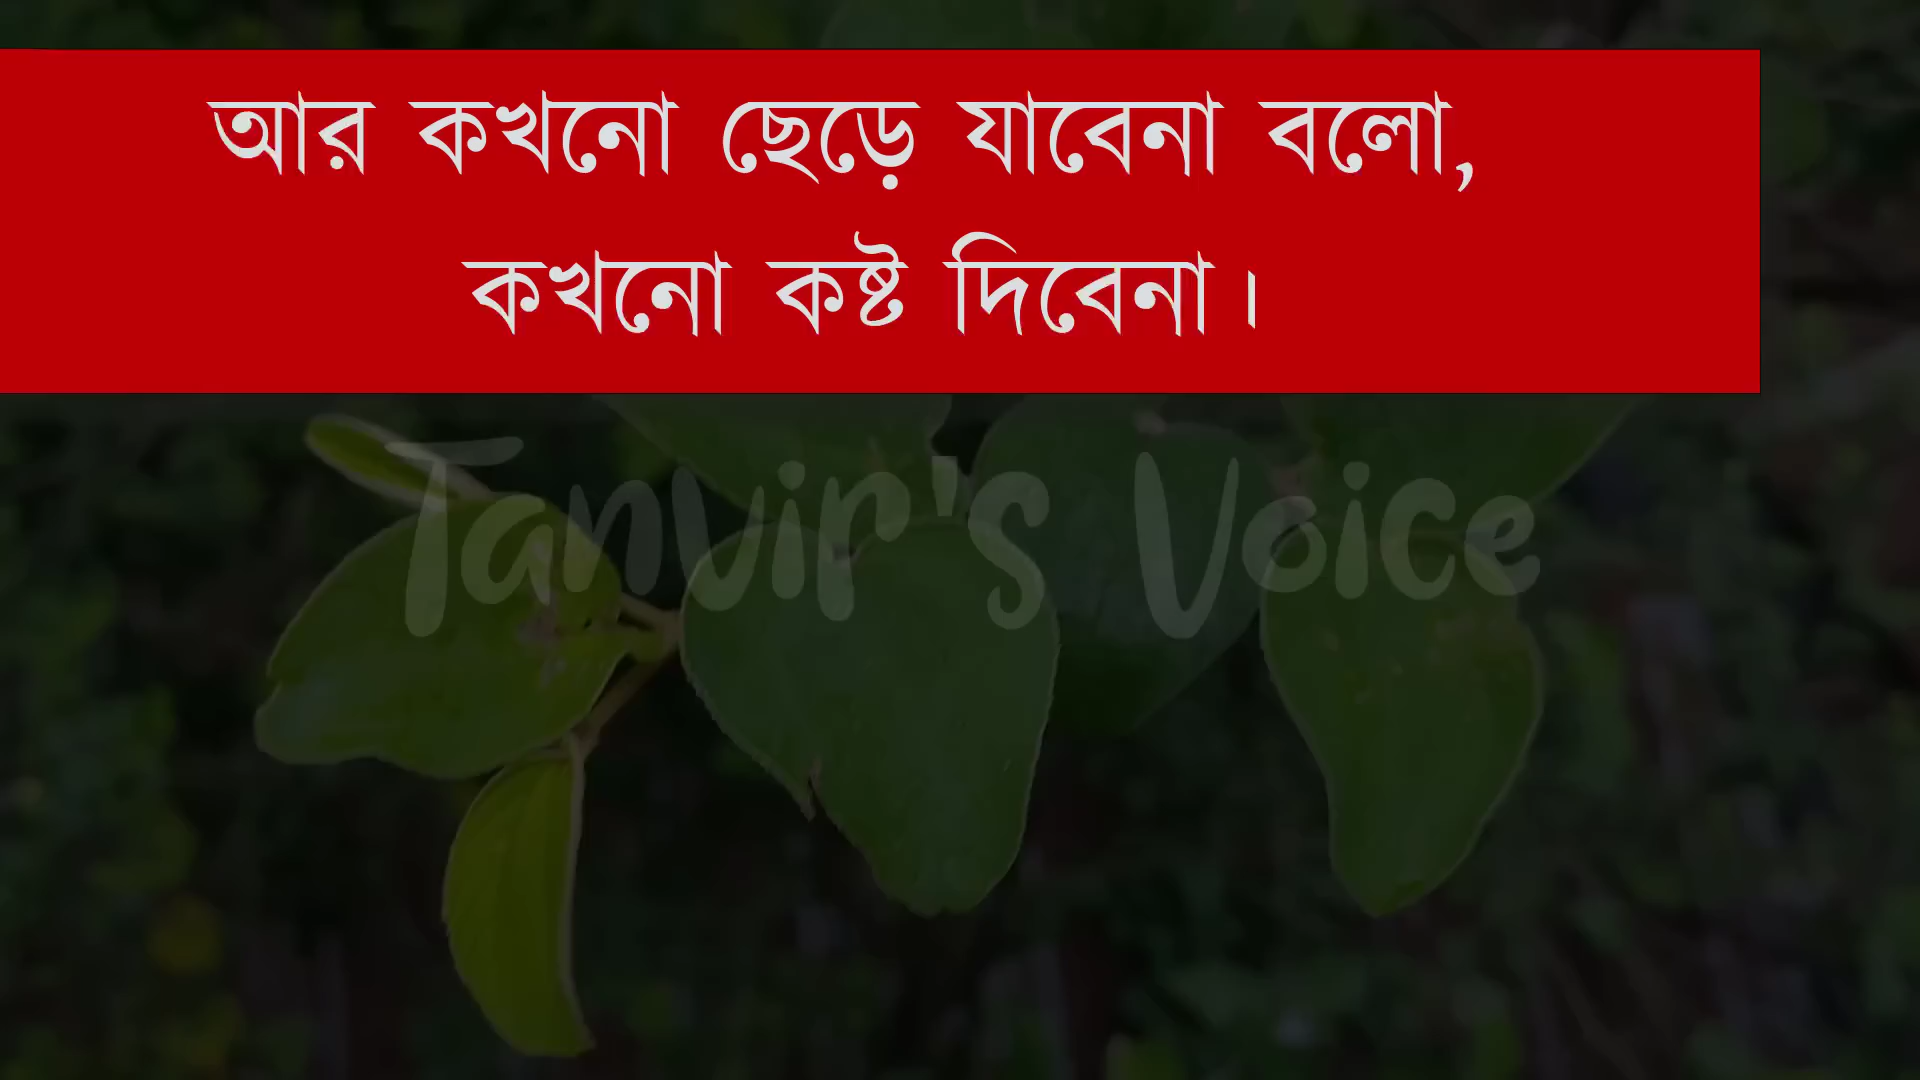 আর কখনো ছেড়ে যাবেনা বলো,
কখনো কষ্ট দিবেনা।
Tanvir's Voice